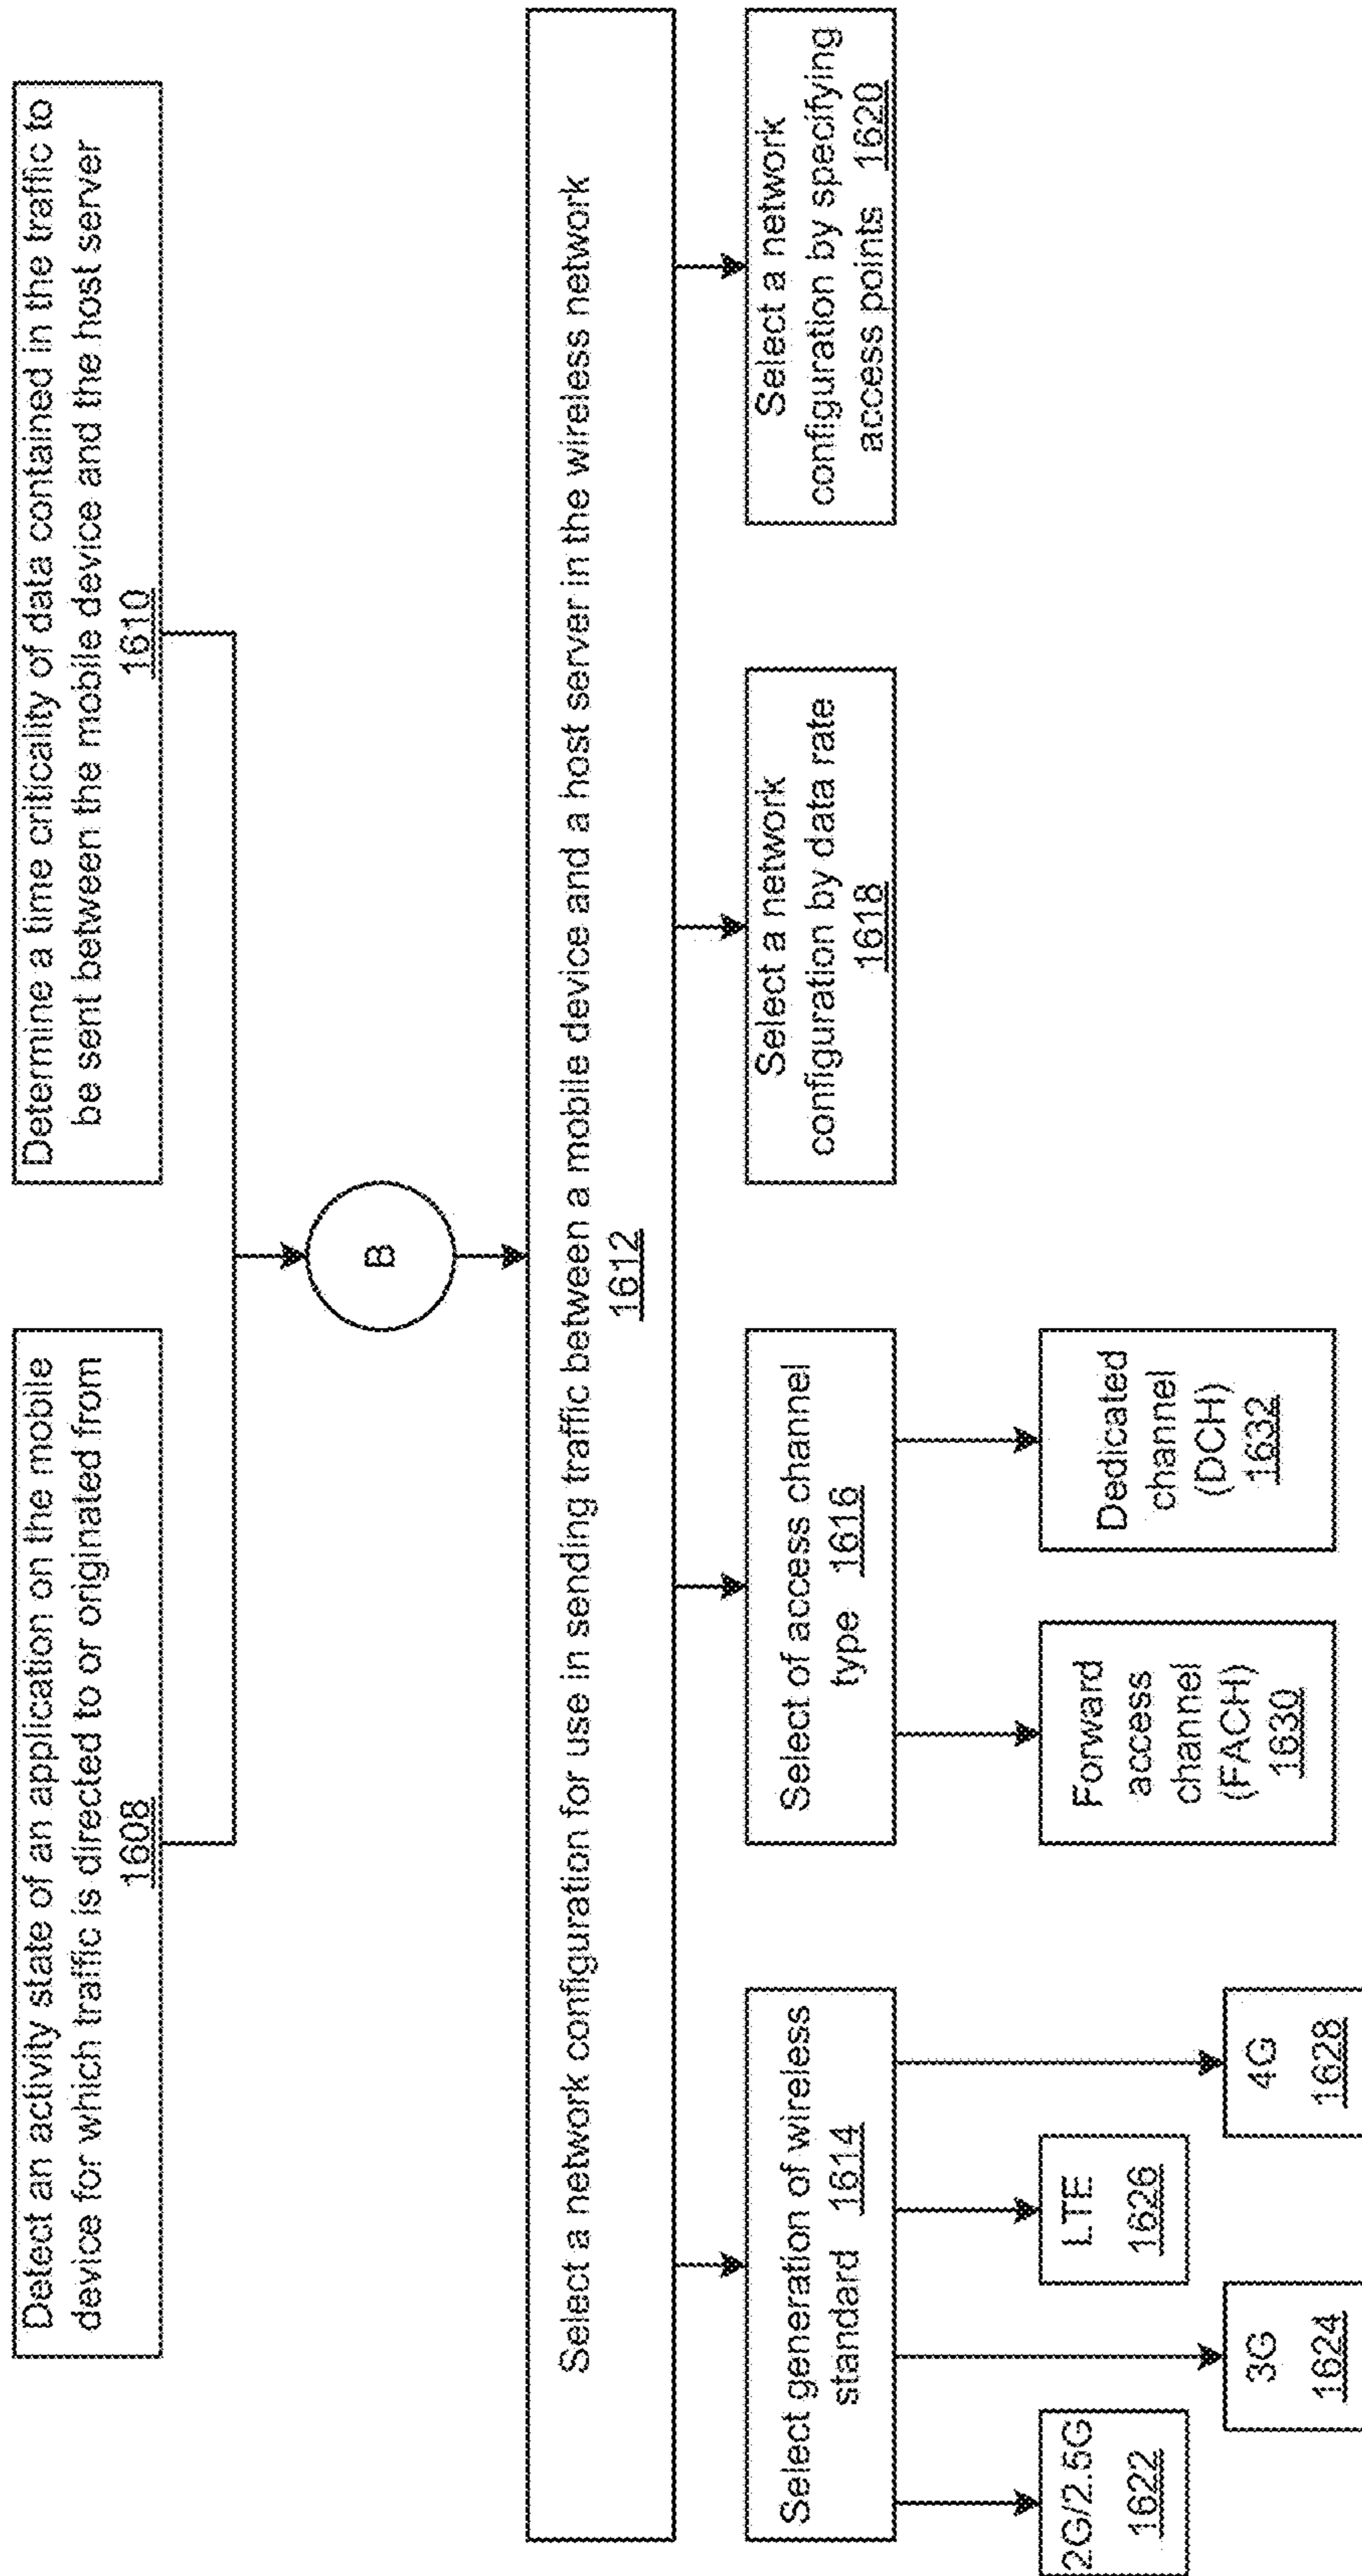 Detect an activity state of an application on the mobile
device for which traffic is directed to or originated from
1608
Determine a time criticality of data contained in the traffic to
be sent between the mobile device and the host server
1610
B
Select a network configuration for use in sending traffic between a mobile device and a host server in the wireless network
1612
Select generation of wireless
standard 1614
Select of access channel
type 1616
Select a network
configuration by data rate
1618
Select a network
configuration by specifying
access points 1620
2G/2.5G
1622
3G
1624
LTE
1626
4G
1628
Forward
access
channel
(FACH)
1630
Dedicated
channel
(DCH)
1632